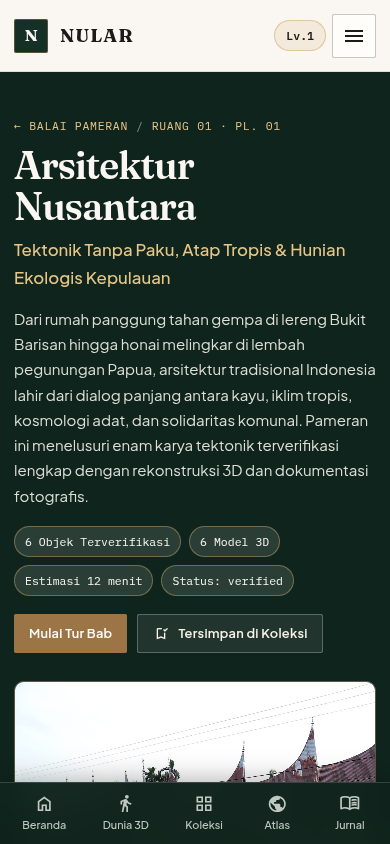 N NULAR Lv.1
← BALAI PAMERAN / RUANG 01 · PL. 01
Arsitektur
Nusantara
Tektonik Tanpa Paku, Atap Tropis & Hunian
Ekologis Kepulauan
Dari rumah panggung tahan gempa di lereng Bukit
Barisan hingga honai melingkar di lembah
pegunungan Papua, arsitektur tradisional Indonesia
lahir dari dialog panjang antara kayu, iklim tropis,
kosmologi adat, dan solidaritas komunal. Pameran
ini menelusuri enam karya tektonik terverifikasi
lengkap dengan rekonstruksi 3D dan dokumentasi
fotografis.
6 Objek Terverifikasi 6 Model 3D
Estimasi 12 menit Status: verified
Mulai Tur Bab Tersimpan di Koleksi
Beranda Dunia 3D Koleksi Atlas Jurnal